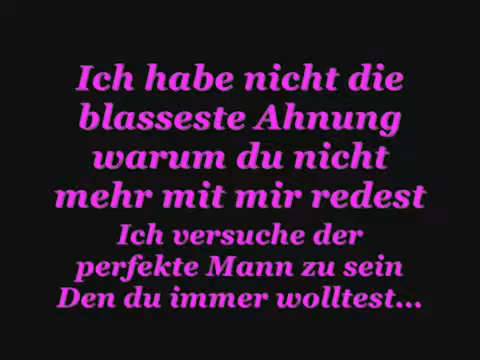 Ich habe nicht die
blasseste Ahnung
warum du nicht
mehr mit mir redest
Ich versuche der
perfekte Mann zu sein
Den du immer wolltest...